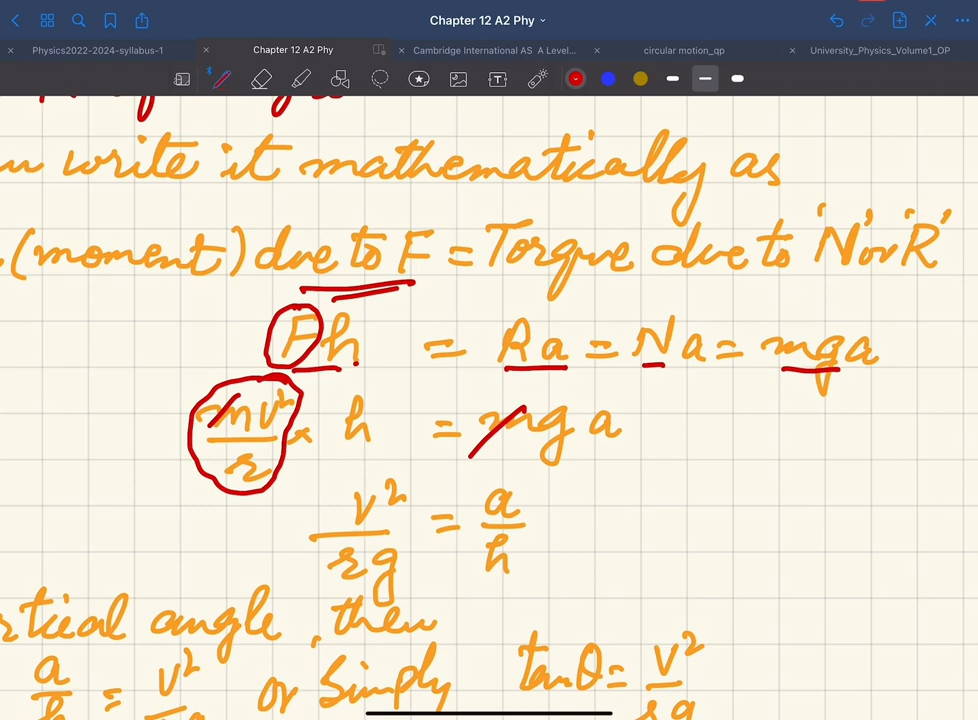 Chapter 12 A2 Phy
Physics2022-2024-syllabus-1
Chapter 12 A2 Phy
Cambridge International AS A Level...
circular motion_qp
University_Physics_Volume1_OP
write it mathematically as
(moment) due to F = Torque due to 'N' or 'R'
Fh = Ra = Na = mga
mv²/r × h = mga
v²/rg = a/h
rtical angle, then
a/h = v² or simply tanθ = v²/rg